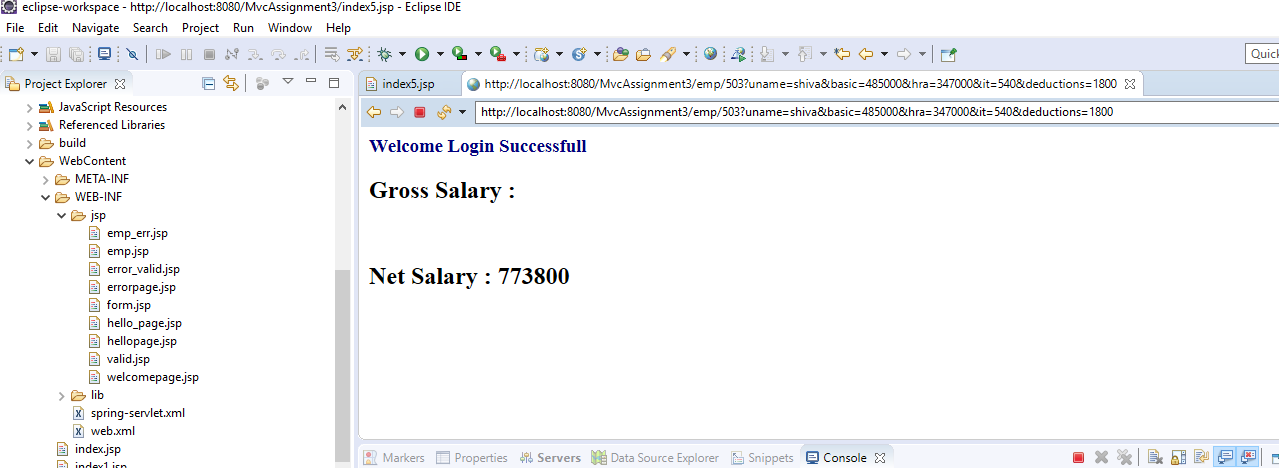 eclipse-workspace - http://localhost:8080/MvcAssignment3/index5.jsp - Eclipse IDE
File Edit Navigate Search Project Run Window Help
Quic
Project Explorer
JavaScript Resources
Referenced Libraries
build
WebContent
META-INF
WEB-INF
jsp
emp_err.jsp
emp.jsp
error_valid.jsp
errorpage.jsp
form.jsp
hello_page.jsp
hellopage.jsp
valid.jsp
welcomepage.jsp
lib
spring-servlet.xml
web.xml
index.jsp
index1.jsp
index5.jsp http://localhost:8080/MvcAssignment3/emp/503?uname=shiva&basic=485000&hra=347000&it=540&deductions=1800
http://localhost:8080/MvcAssignment3/emp/503?uname=shiva&basic=485000&hra=347000&it=540&deductions=1800
Welcome Login Successfull
Gross Salary :
Net Salary : 773800
Markers Properties Servers Data Source Explorer Snippets Console